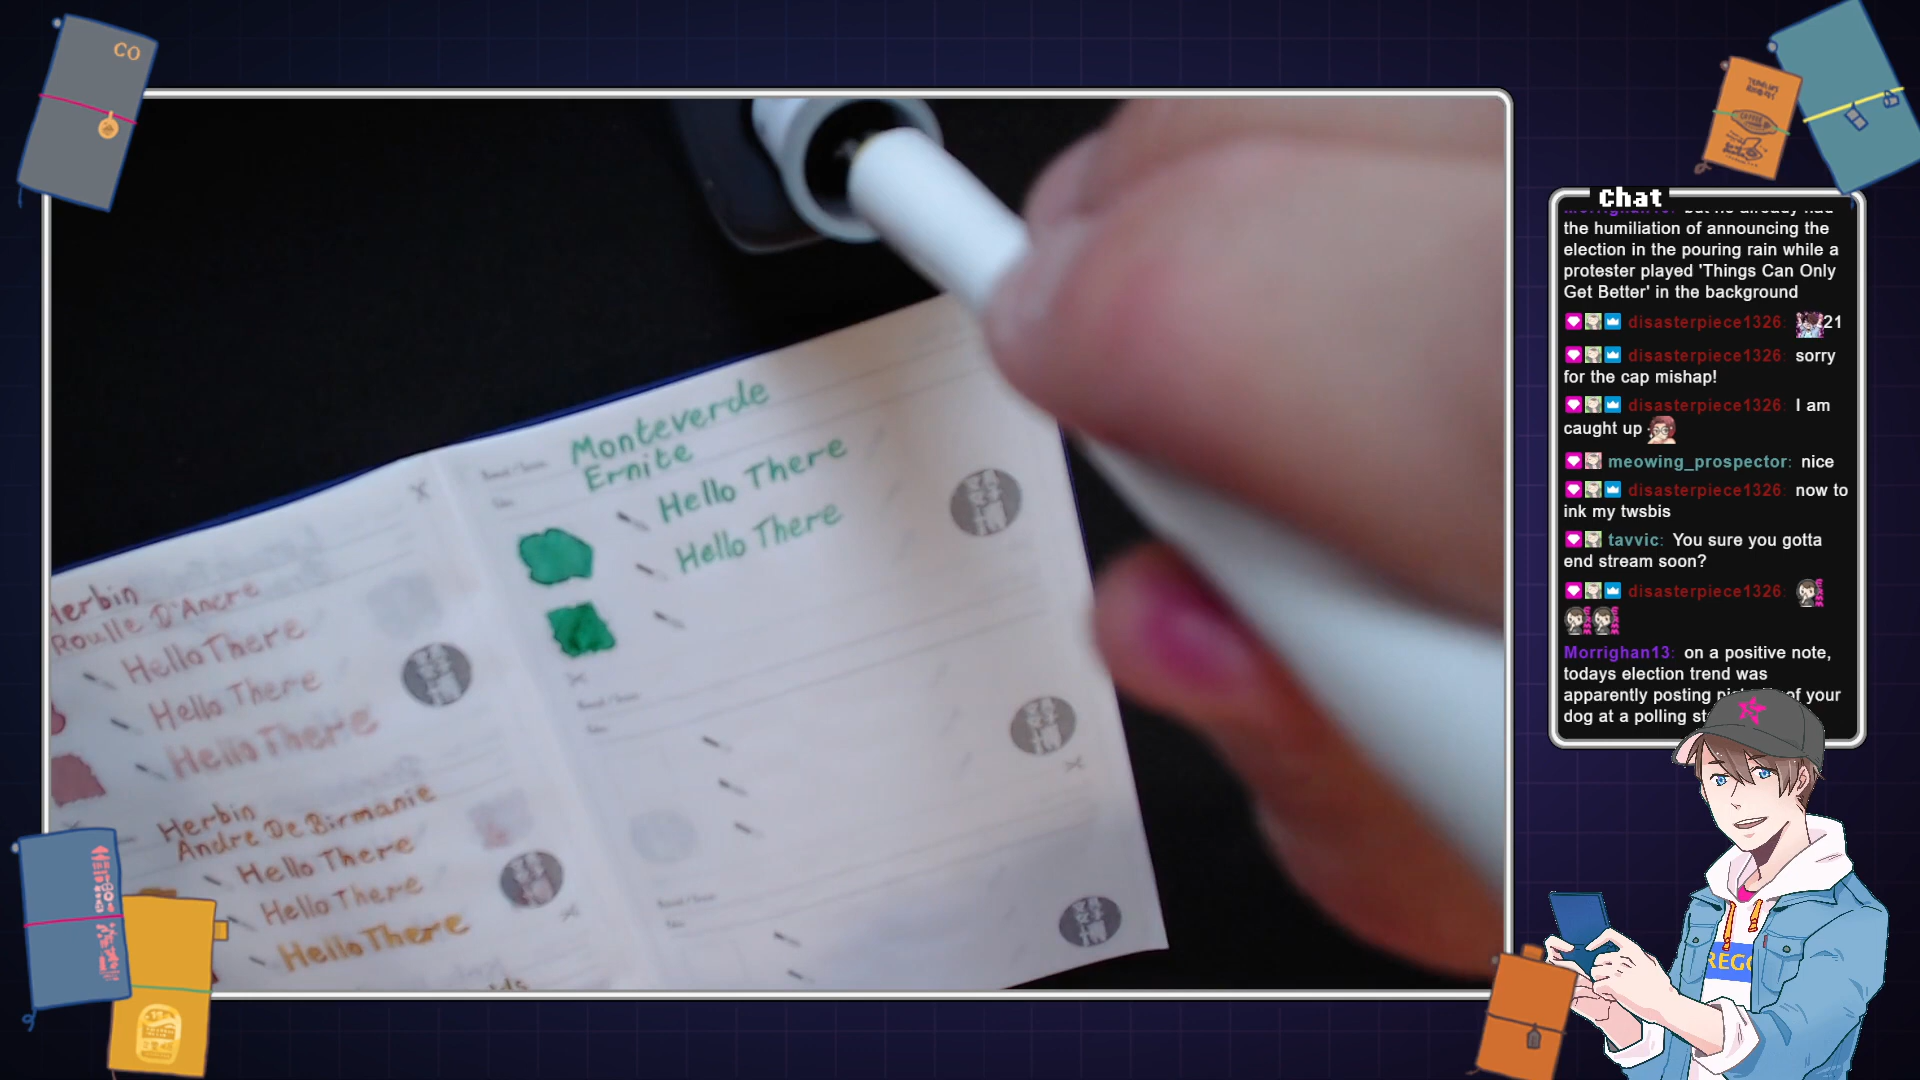 CO
chat
the humiliation of announcing the
election in the pouring rain while a
protester played 'Things Can Only
Get Better' in the background
disasterpiece1326: 21
disasterpiece1326: sorry
for the cap mishap!
disasterpiece1326: I am
caught up
meowing_prospector: nice
disasterpiece1326: now to
ink my twsbis
tavvic: You sure you gotta
end stream soon?
disasterpiece1326:
Morrighan13: on a positive note,
todays election trend was
apparently posting of your
dog at a polling
Monteverde
Ernite
Hello There
Hello There
Herbin
Roulle D'Ancre
Hello There
Hello There
Hello There
Herbin
Andre De Birmanie
Hello There
Hello There
Hello There